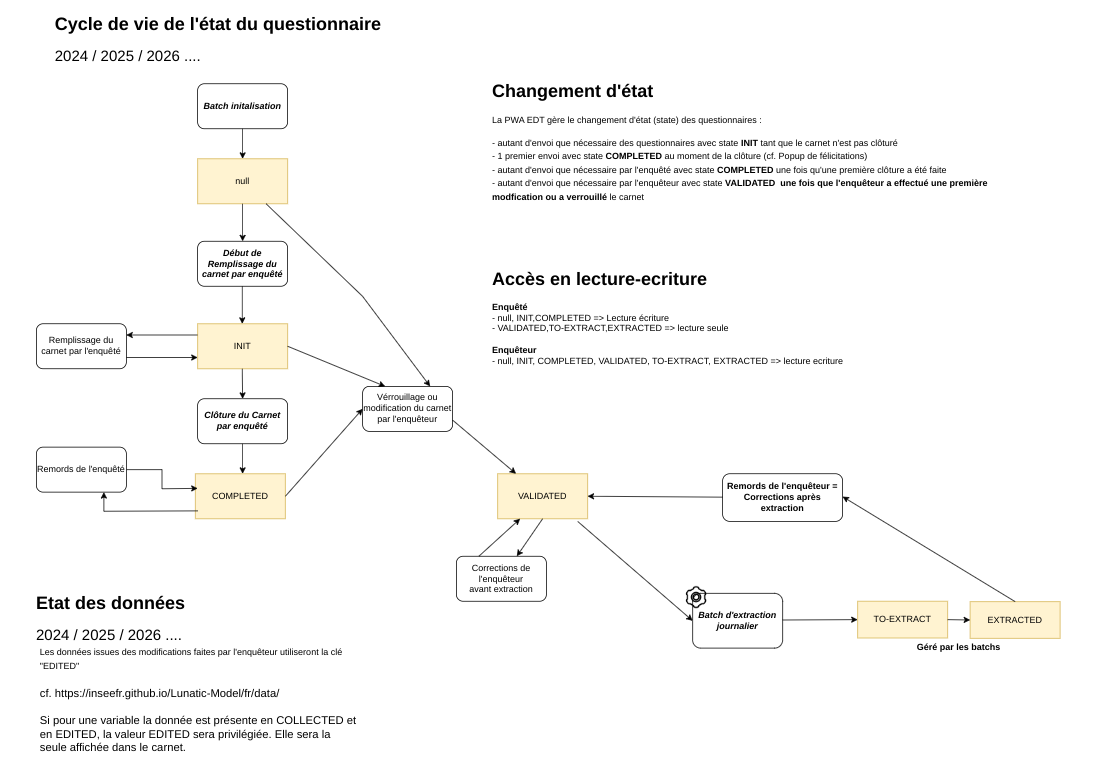 Cycle de vie de l'état du questionnaire
2024 / 2025 / 2026 ....
Batch initalisation
null
Début de
Remplissage du
carnet par enquêté
Remplissage du
carnet par l'enquêté
INIT
Clôture du Carnet
par enquêté
Remords de l'enquêté
COMPLETED
Vérrouillage ou
modification du carnet
par l'enquêteur
VALIDATED
Corrections de
l'enquêteur
avant extraction
Remords de l'enquêteur =
Corrections après
extraction
Batch d'extraction
journalier
TO-EXTRACT
EXTRACTED
Géré par les batchs
Changement d'état
La PWA EDT gère le changement d'état (state) des questionnaires :
- autant d'envoi que nécessaire des questionnaires avec state INIT tant que le carnet n'est pas clôturé
- 1 premier envoi avec state COMPLETED au moment de la clôture (cf. Popup de félicitations)
- autant d'envoi que nécessaire par l'enquêté avec state COMPLETED une fois qu'une première clôture a été faite
- autant d'envoi que nécessaire par l'enquêteur avec state VALIDATED une fois que l'enquêteur a effectué une première
modfication ou a verrouillé le carnet
Accès en lecture-ecriture
Enquêté
- null, INIT,COMPLETED => Lecture écriture
- VALIDATED,TO-EXTRACT,EXTRACTED => lecture seule
Enquêteur
- null, INIT, COMPLETED, VALIDATED, TO-EXTRACT, EXTRACTED => lecture ecriture
Etat des données
2024 / 2025 / 2026 ....
Les données issues des modifications faites par l'enquêteur utiliseront la clé
"EDITED"
cf. https://inseefr.github.io/Lunatic-Model/fr/data/
Si pour une variable la donnée est présente en COLLECTED et
en EDITED, la valeur EDITED sera privilégiée. Elle sera la
seule affichée dans le carnet.